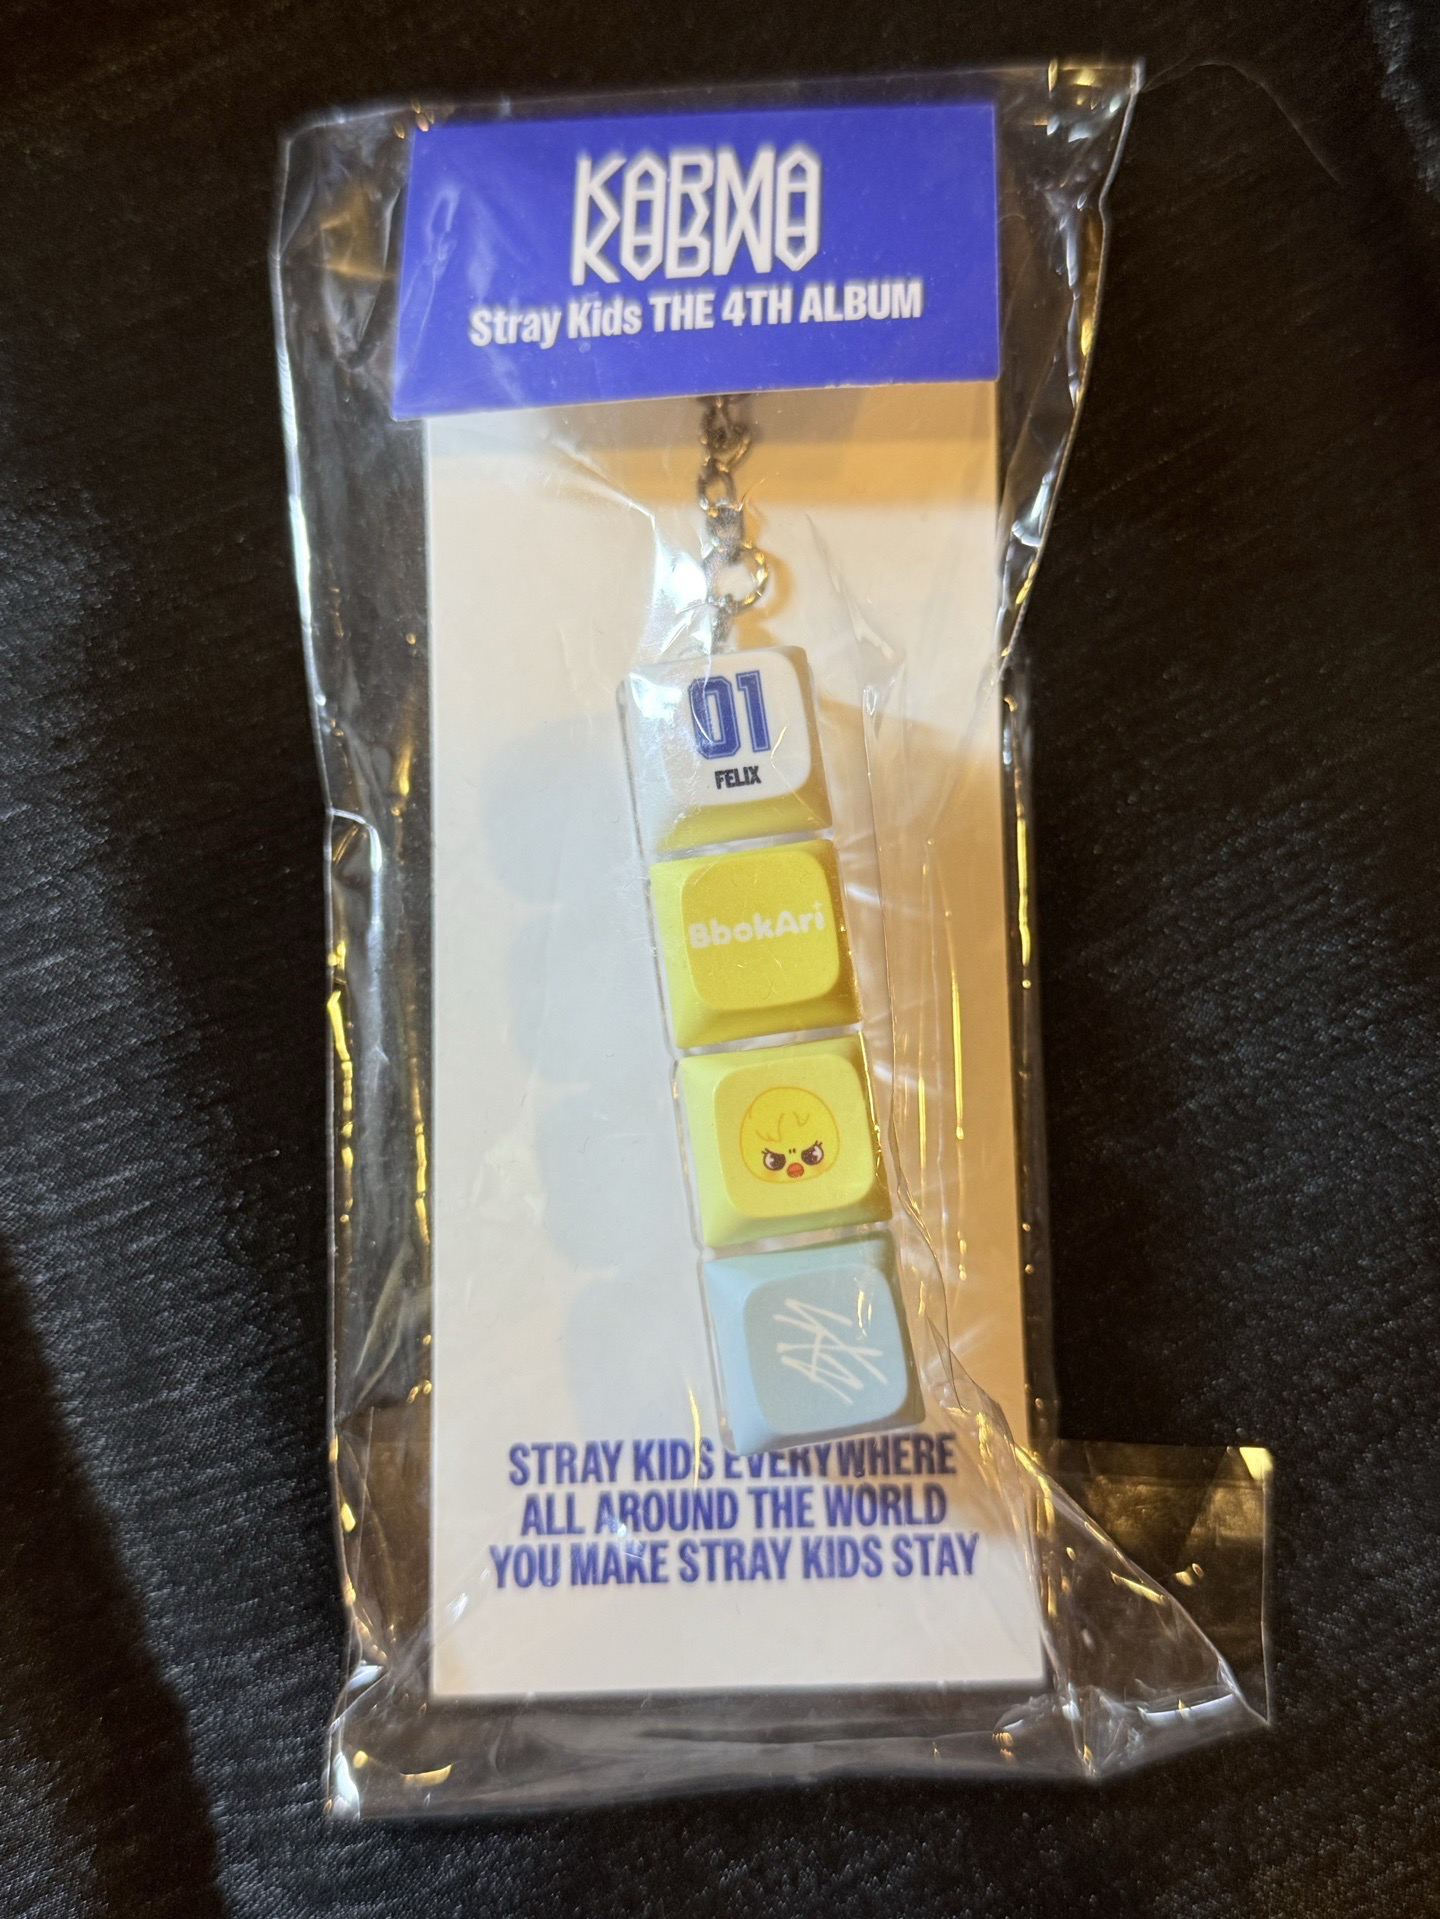 KARMA
Stray Kids THE 4TH ALBUM
01
FELIX
BbokAri
STRAY KIDS EVERYWHERE
ALL AROUND THE WORLD
YOU MAKE STRAY KIDS STAY